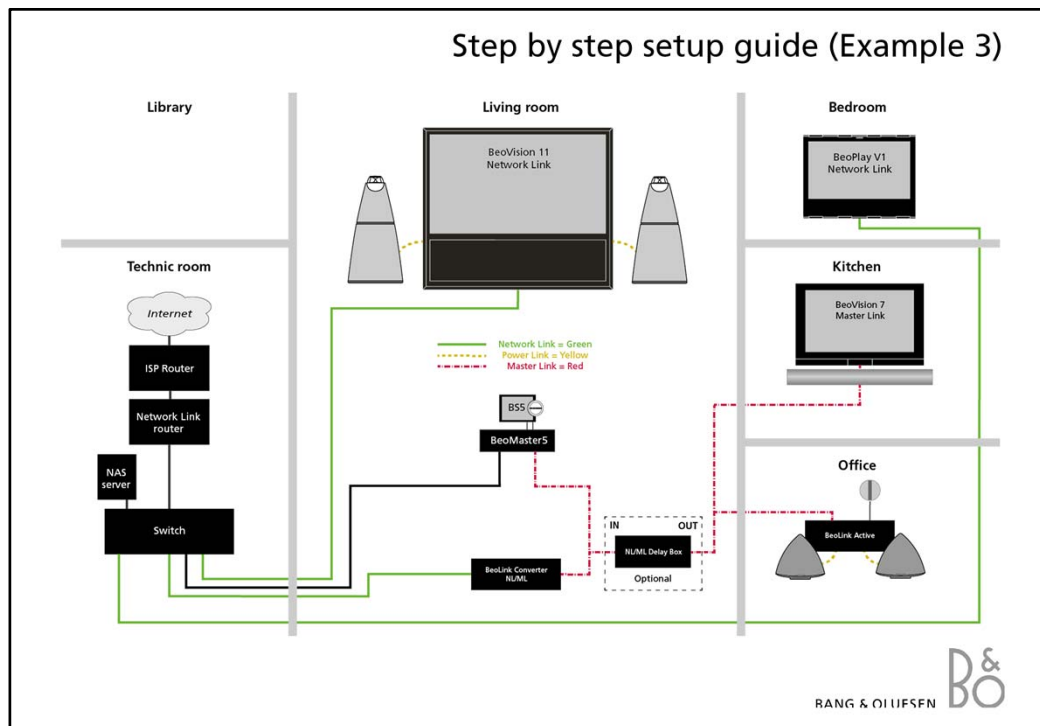 Step by step setup guide (Example 3)
Library
Living room
Bedroom
BeoVision 11
Network Link
BeoPlay V1
Network Link
Technic room
Kitchen
Internet
BeoVision 7
Master Link
ISP Router
Network Link = Green
Power Link = Yellow
Master Link = Red
Network Link
router
BS5
BeoMaster5
NAS
server
Office
Switch
IN
OUT
NL/ML Delay Box
Optional
BeoLink Active
BeoLink Converter
NL/ML
BANG & OLUFSEN
B&O